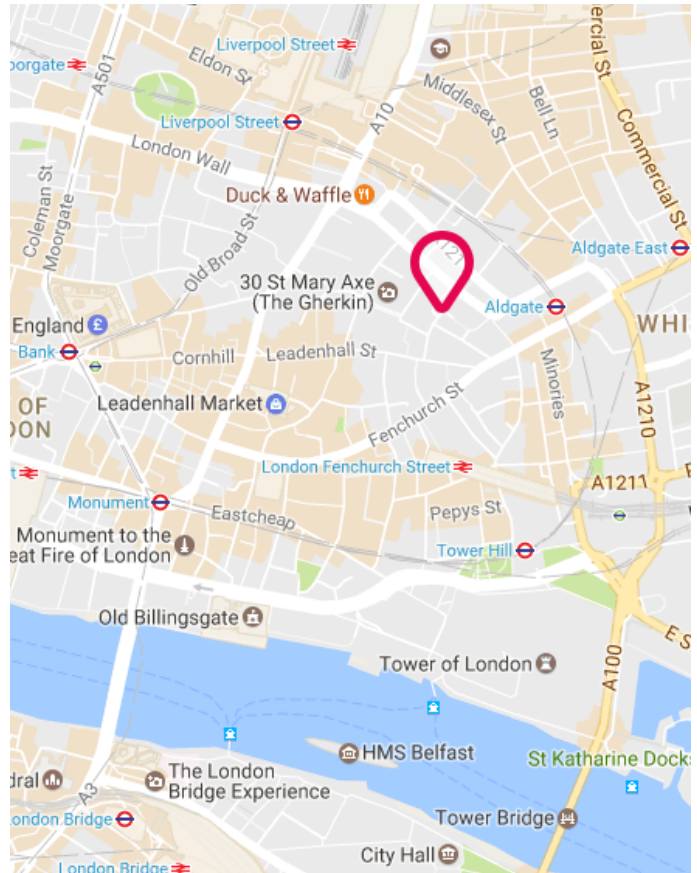 Liverpool Street
oorgate
A501
Eldon St
Commercial St
Middlesex St
Bell Ln
A10
Liverpool Street
London Wall
Commercial St
Coleman St
Moorgate
Duck & Waffle
Old Broad St
A121
Aldgate East
30 St Mary Axe
(The Gherkin)
Aldgate
England
WHI
Bank
Cornhill
Leadenhall St
Minories
OF
DON
Leadenhall Market
A1210
Fenchurch St
London Fenchurch Street
A1211
Monument
Eastcheap
Pepys St
Monument to the
eat Fire of London
Tower Hill
Old Billingsgate
E S
Tower of London
A100
HMS Belfast
St Katharine Docks
dral
The London
Bridge Experience
A3
ondon Bridge
Tower Bridge
City Hall
London Bridge